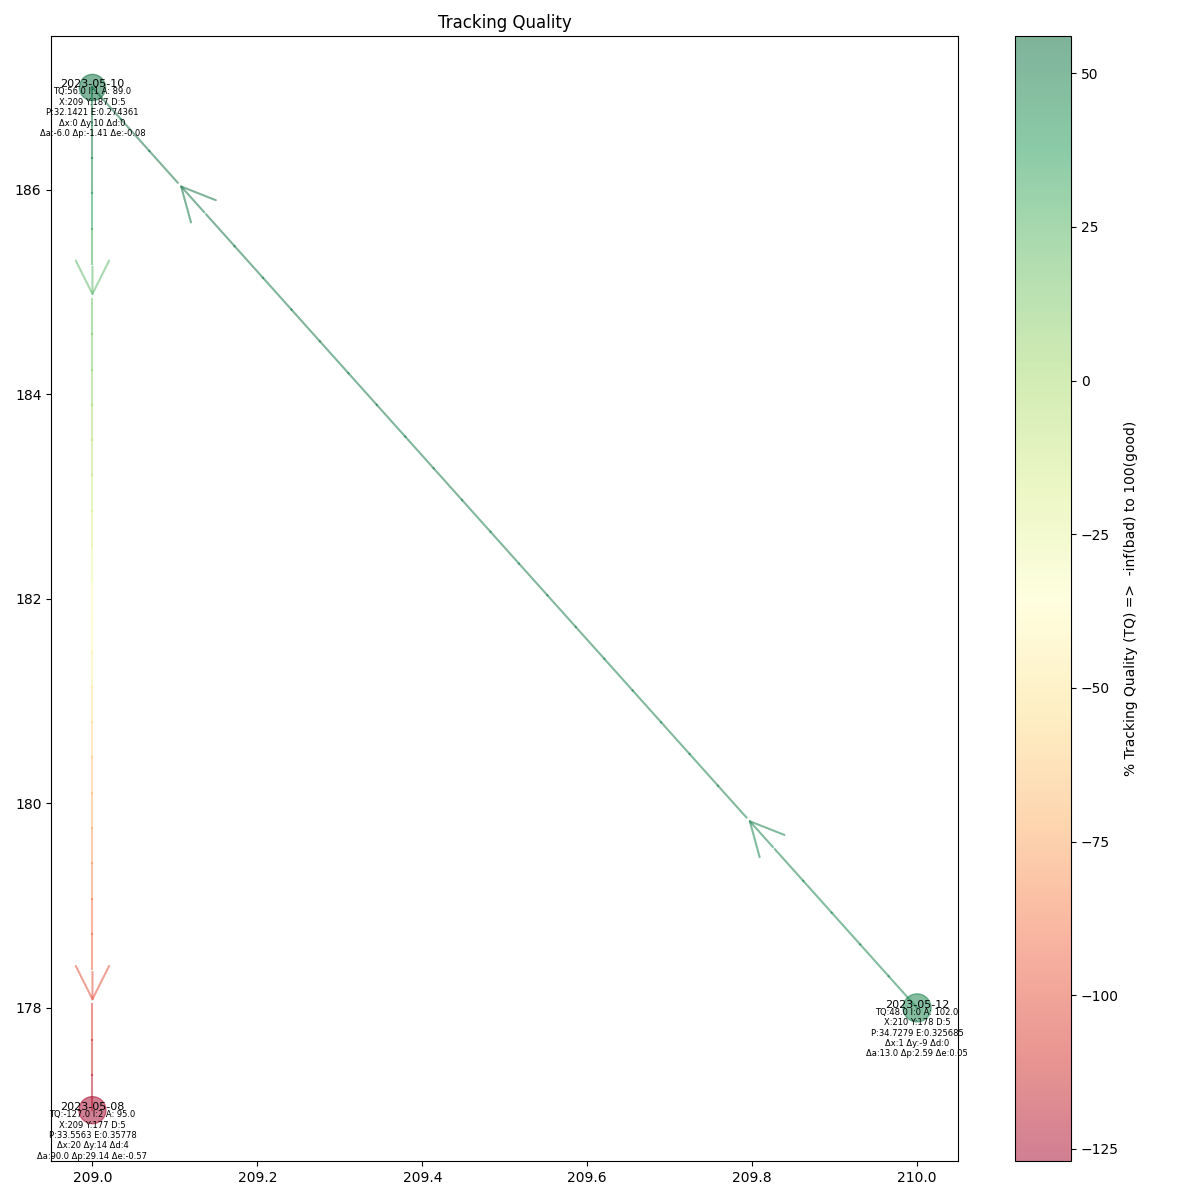 Tracking Quality
2023-05-10
TQ:56.0 I:1 A: 89.0
X:209 Y:187 D:5
P:32.1421 E:0.274361
Δx:0 Δy:10 Δd:0
Δa:-6.0 Δp:-1.41 Δe:-0.08
2023-05-12
TQ:48.0 I:0 A: 102.0
X:210 Y:178 D:5
P:34.7279 E:0.325685
Δx:1 Δy:-9 Δd:0
Δa:13.0 Δp:2.59 Δe:0.05
2023-05-08
TQ:-127.0 I:2 A: 95.0
X:209 Y:177 D:5
P:33.5563 E:0.35778
Δx:20 Δy:14 Δd:4
Δa:90.0 Δp:29.14 Δe:-0.57
186
184
182
180
178
209.0
209.2
209.4
209.6
209.8
210.0
50
25
0
−25
−50
−75
−100
−125
% Tracking Quality (TQ) => -inf(bad) to 100(good)